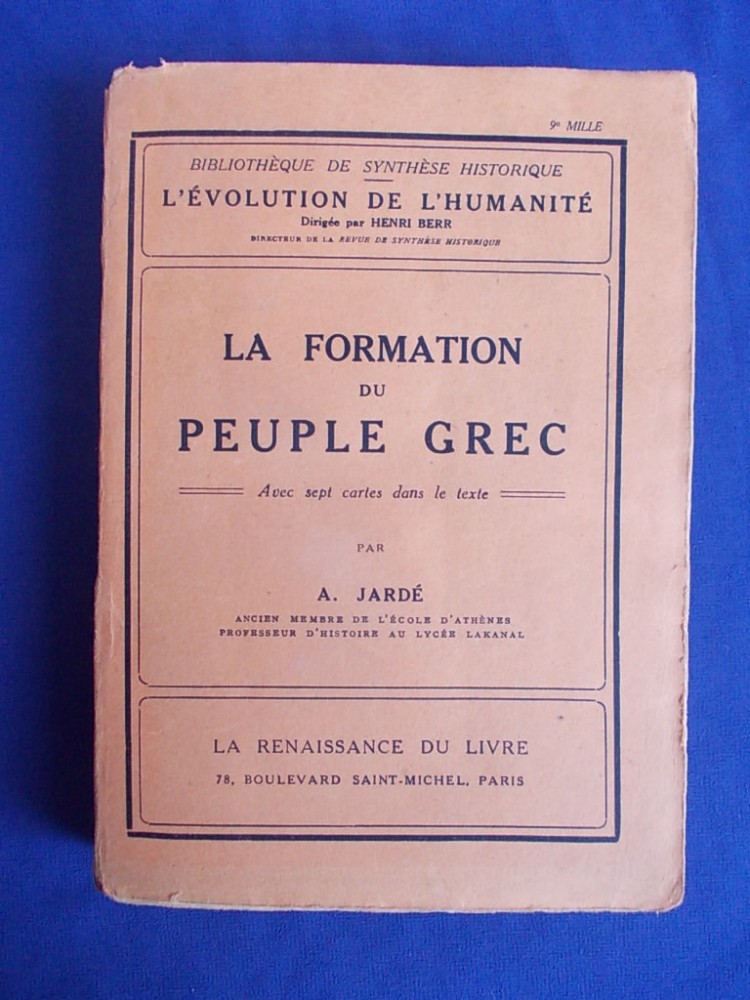 9e MILLE
BIBLIOTHÈQUE DE SYNTHÈSE HISTORIQUE
L'ÉVOLUTION DE L'HUMANITÉ
Dirigée par HENRI BERR
DIRECTEUR DE LA REVUE DE SYNTHÈSE HISTORIQUE
LA FORMATION
DU
PEUPLE GREC
Avec sept cartes dans le texte
PAR
A. JARDÉ
ANCIEN MEMBRE DE L'ÉCOLE D'ATHÈNES
PROFESSEUR D'HISTOIRE AU LYCÉE LAKANAL
LA RENAISSANCE DU LIVRE
78, BOULEVARD SAINT-MICHEL, PARIS